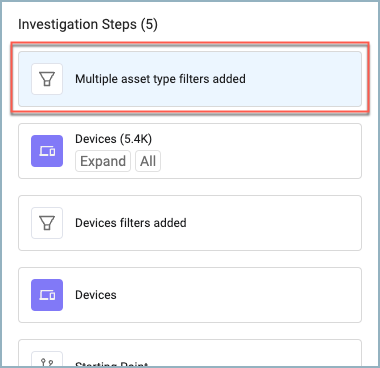 Investigation Steps (5)
Multiple asset type filters added
Devices (5.4K)
Expand All
Devices filters added
Devices
Starting Point